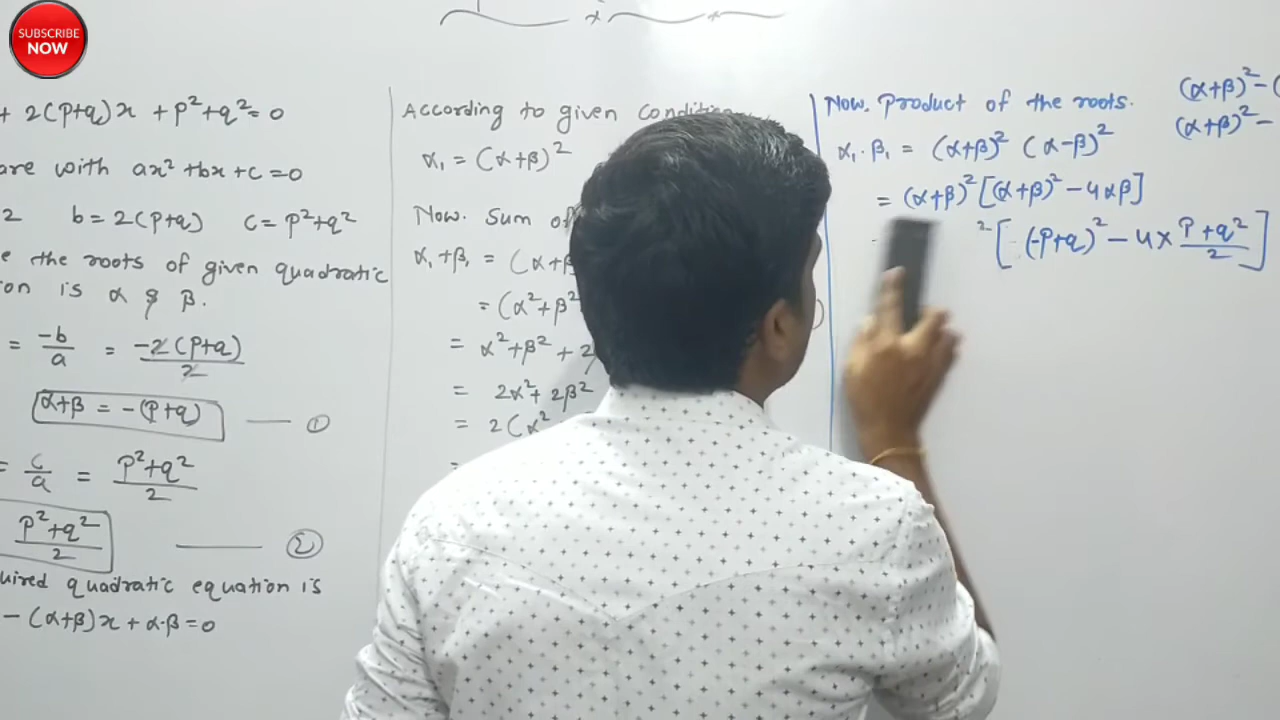 SUBSCRIBE
NOW
+ 2(p+q)x + p²+q²=0
are with ax²+bx+c=0
2 b=2(p+q) c=p²+q²
e the roots of given quadratic
on is α & β.
= -b/a = -2(p+q)/2
α+β = -(p+q) —— ①
= c/a = p²+q²/2
p²+q²/2 —— ②
uired quadratic equation is
- (α+β)x + α·β=0
According to given condition
α₁ = (α+β)²
Now. Sum of
α₁+β₁ = (α+β
= (α²+β²
= α²+β² + 2
= 2α²+2β²
= 2(α²
=
Now. Product of the roots.
α₁·β₁ = (α+β)² (α-β)²
= (α+β)²[(α+β)²-4αβ]
²[(-p+q)²-4× p+q²/2]
(α+β)²-(
(α+β)²-